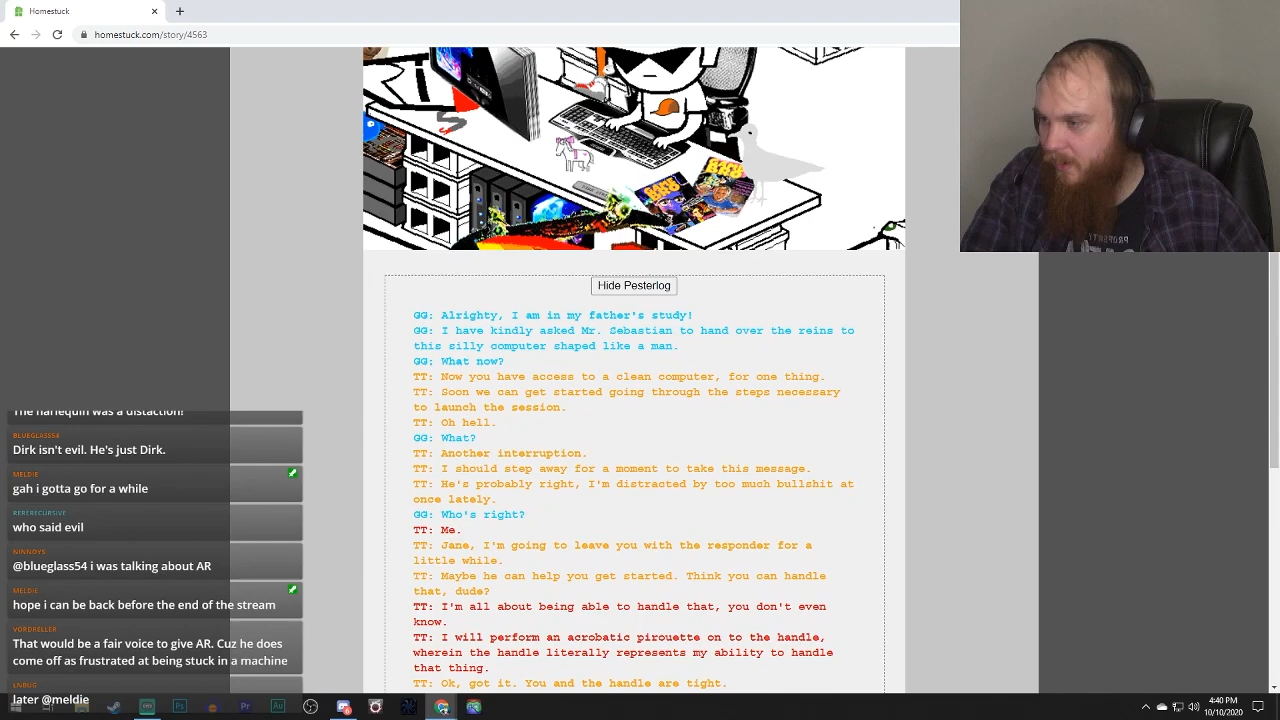 Homestuck
homestuck.com/story/4563
Hide Pesterlog
GG: Alrighty, I am in my father's study!
GG: I have kindly asked Mr. Sebastian to hand over the reins to
this silly computer shaped like a man.
GG: What now?
TT: Now you have access to a clean computer, for one thing.
TT: Soon we can get started going through the steps necessary
to launch the session.
TT: Oh hell.
GG: What?
TT: Another interruption.
TT: I should step away for a moment to take this message.
TT: He's probably right, I'm distracted by too much bullshit at
once lately.
GG: Who's right?
TT: Me.
TT: Jane, I'm going to leave you with the responder for a
little while.
TT: Maybe he can help you get started. Think you can handle
that, dude?
TT: I'm all about being able to handle that, you don't even
know.
TT: I will perform an acrobatic pirouette on to the handle,
wherein the handle literally represents my ability to handle
that thing.
TT: Ok, got it. You and the handle are tight.
The harlequin was a distaction!
BLUEGLASS54
Dirk isn't evil. He's just Dirk.
MELDIE
gah i gotta go for a while
RERERECURSIVE
who said evil
NINNOYS
@blueglass54 i was talking about AR
MELDIE
hope i can be back before the end of the stream
VORDRELLER
That would be a fair voice to give AR. Cuz he does
come off as frustrated at being stuck in a machine
LNBUG
later @meldie
4:40 PM
10/10/2020